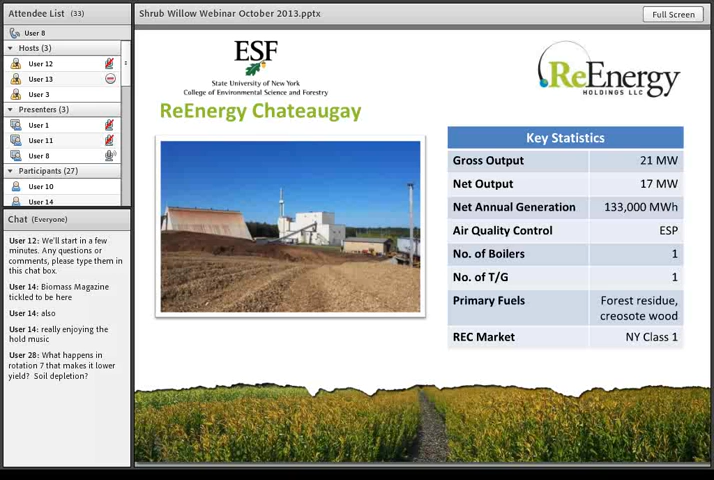 Attendee List (33)
User 8
Hosts (3)
User 12
User 13
User 3
Presenters (3)
User 1
User 11
User 8
Participants (27)
User 10
User 14
Chat (Everyone)
User 12: We'll start in a few
minutes. Any questions or
comments, please type them in
this chat box.
User 14: Biomass Magazine
tickled to be here
User 14: also
User 14: really enjoying the
hold music
User 28: What happens in
rotation 7 that makes it lower
yield? Soil depletion?
Shrub Willow Webinar October 2013.pptx
Full Screen
ESF
State University of New York
College of Environmental Science and Forestry
ReEnergy
HOLDINGS LLC
ReEnergy Chateaugay
Key Statistics
Gross Output 21 MW
Net Output 17 MW
Net Annual Generation 133,000 MWh
Air Quality Control ESP
No. of Boilers 1
No. of T/G 1
Primary Fuels Forest residue,
creosote wood
REC Market NY Class 1